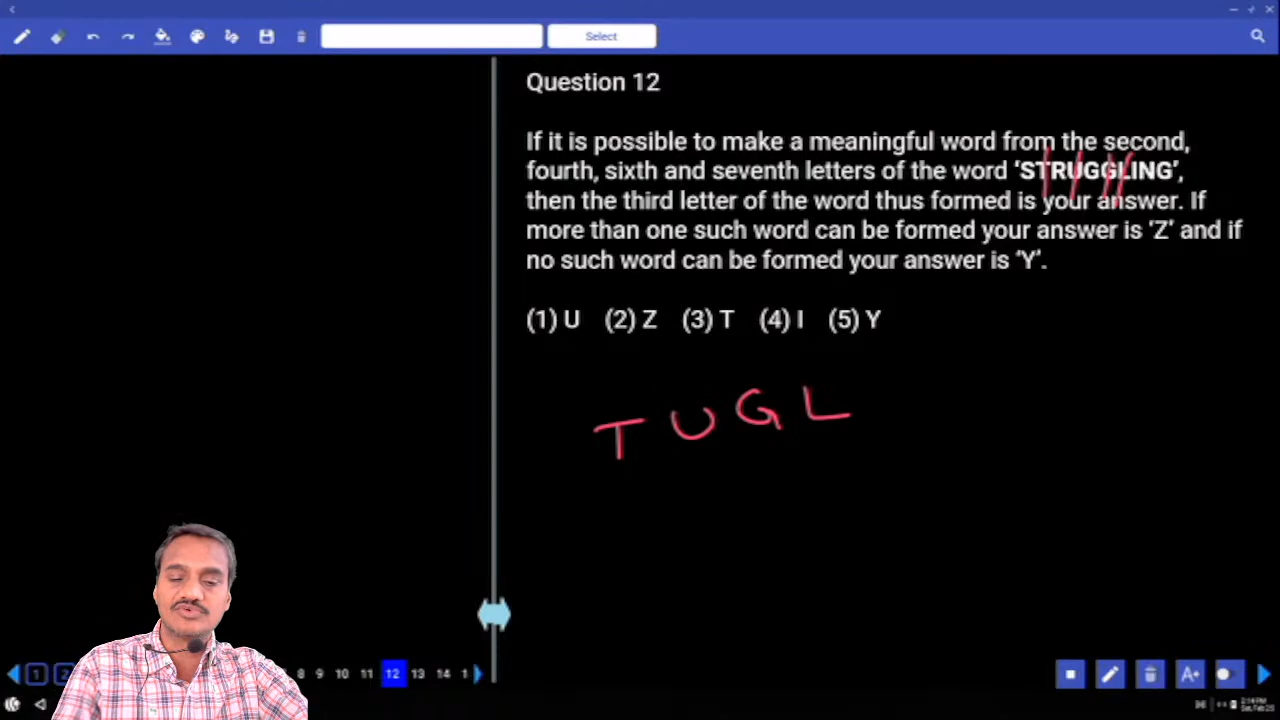 Select
Question 12
If it is possible to make a meaningful word from the second,
fourth, sixth and seventh letters of the word ‘STRUGGLING’,
then the third letter of the word thus formed is your answer. If
more than one such word can be formed your answer is ‘Z’ and if
no such word can be formed your answer is ‘Y’.
(1) U (2) Z (3) T (4) I (5) Y
T U G L
1 2 8 9 10 11 12 13 14 1
A+